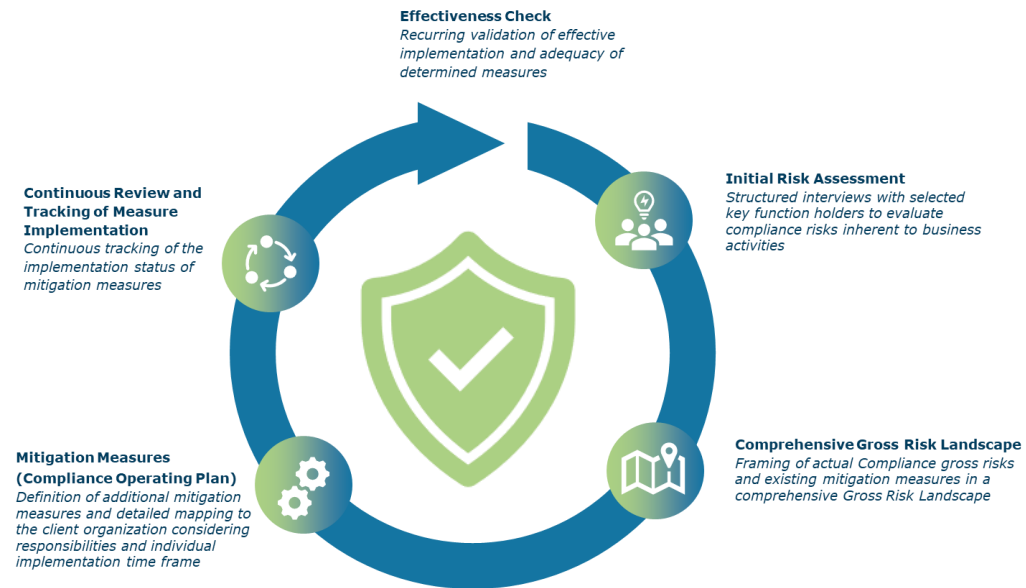 Effectiveness Check
Recurring validation of effective
implementation and adequacy of
determined measures
Initial Risk Assessment
Structured interviews with selected
key function holders to evaluate
compliance risks inherent to business
activities
Comprehensive Gross Risk Landscape
Framing of actual Compliance gross risks
and existing mitigation measures in a
comprehensive Gross Risk Landscape
Mitigation Measures
(Compliance Operating Plan)
Definition of additional mitigation
measures and detailed mapping to
the client organization considering
responsibilities and individual
implementation time frame
Continuous Review and
Tracking of Measure
Implementation
Continuous tracking of the
implementation status of
mitigation measures